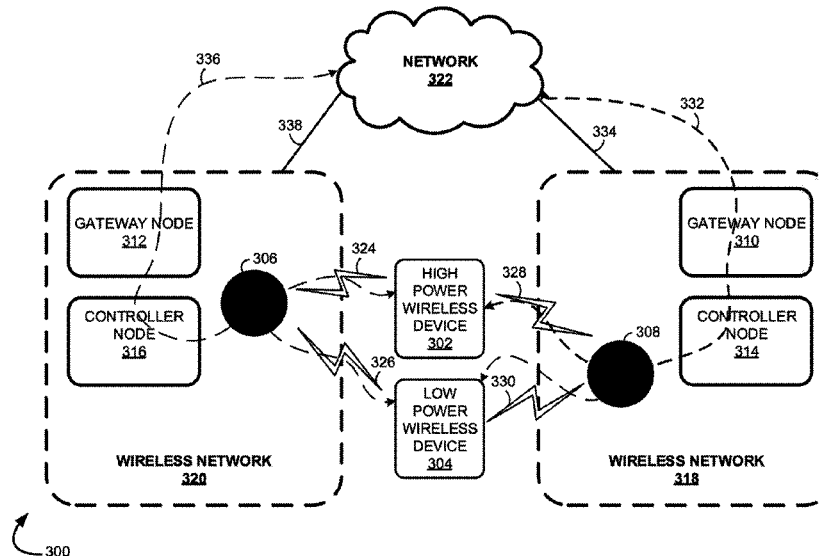 336
NETWORK
322
332
338
334
GATEWAY NODE
312
306
324
HIGH
POWER
WIRELESS
DEVICE
302
328
GATEWAY NODE
310
CONTROLLER
NODE
316
326
308
CONTROLLER
NODE
314
LOW
POWER
WIRELESS
DEVICE
304
330
WIRELESS NETWORK
320
WIRELESS NETWORK
318
300